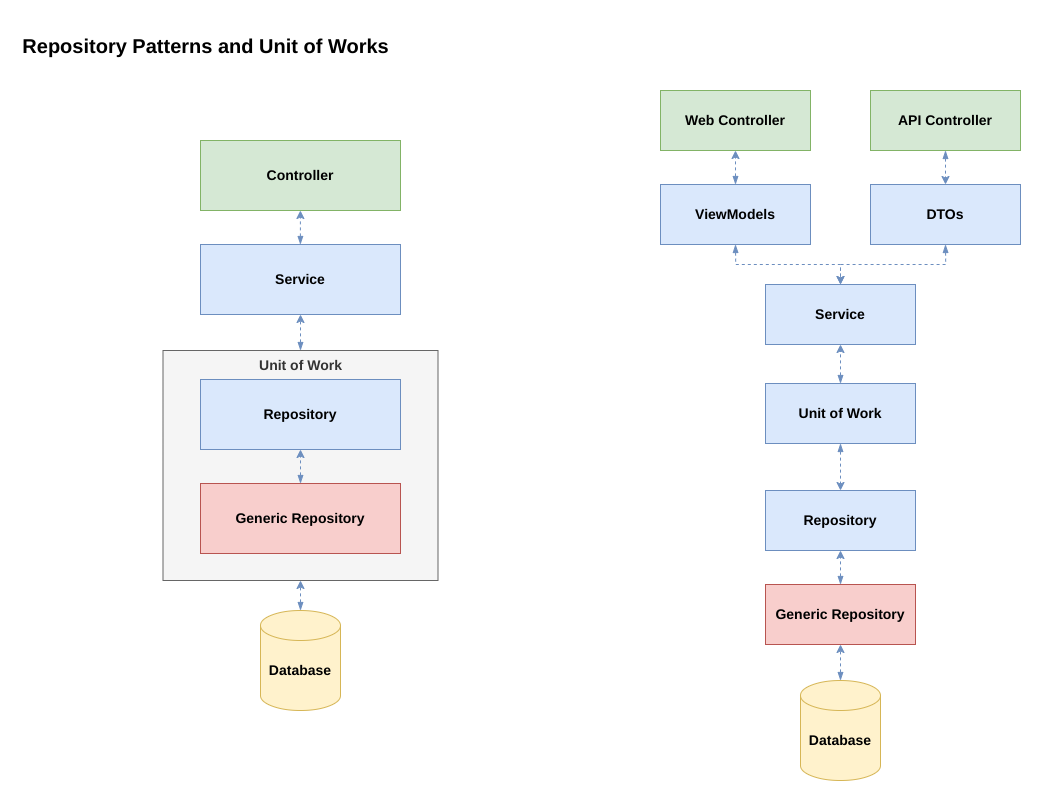 Repository Patterns and Unit of Works
Controller
Service
Unit of Work
Repository
Generic Repository
Database
Web Controller
API Controller
ViewModels
DTOs
Service
Unit of Work
Repository
Generic Repository
Database